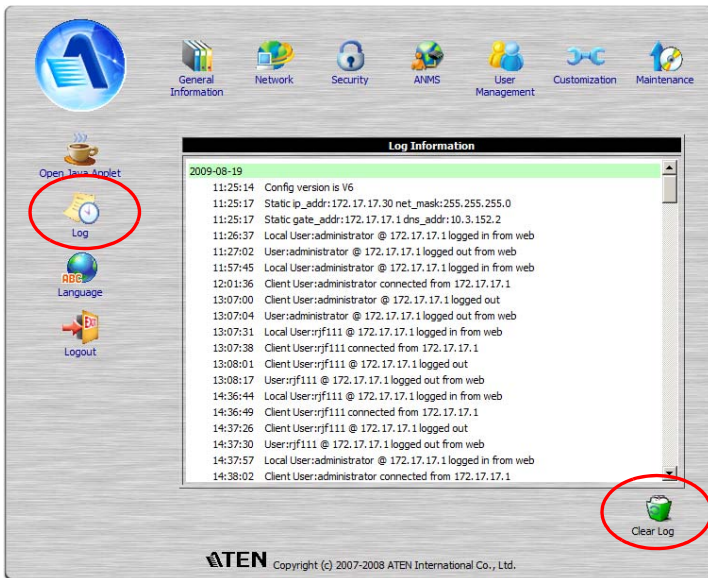 General
Information
Network
Security
ANMS
User
Management
Customization
Maintenance
Open Java Applet
Log
ABC
Language
EXIT
Logout
Log Information
2009-08-19
11:25:14 Config version is V6
11:25:17 Static ip_addr:172.17.17.30 net_mask:255.255.255.0
11:25:17 Static gate_addr:172.17.17.1 dns_addr:10.3.152.2
11:26:37 Local User:administrator @ 172.17.17.1 logged in from web
11:27:02 User:administrator @ 172.17.17.1 logged out from web
11:57:45 Local User:administrator @ 172.17.17.1 logged in from web
12:01:36 Client User:administrator connected from 172.17.17.1
13:07:00 Client User:administrator @ 172.17.17.1 logged out
13:07:04 User:administrator @ 172.17.17.1 logged out from web
13:07:31 Local User:rjf111 @ 172.17.17.1 logged in from web
13:07:38 Client User:rjf111 connected from 172.17.17.1
13:08:01 Client User:rjf111 @ 172.17.17.1 logged out
13:08:17 User:rjf111 @ 172.17.17.1 logged out from web
14:36:44 Local User:rjf111 @ 172.17.17.1 logged in from web
14:36:49 Client User:rjf111 connected from 172.17.17.1
14:37:26 Client User:rjf111 @ 172.17.17.1 logged out
14:37:30 User:rjf111 @ 172.17.17.1 logged out from web
14:37:57 Local User:administrator @ 172.17.17.1 logged in from web
14:38:02 Client User:administrator connected from 172.17.17.1
Clear Log
ATEN Copyright (c) 2007-2008 ATEN International Co., Ltd.